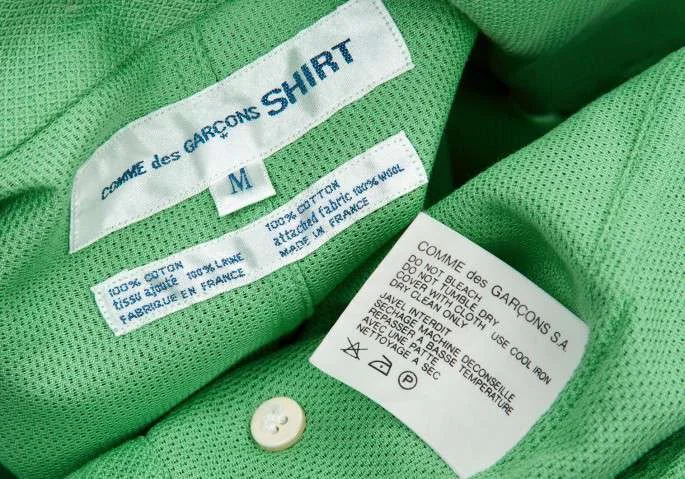 COMME des GARÇONS SHIRT
M
100% COTON
tissu ajouté 100% LAINE
FABRIQUE EN FRANCE
100% COTTON
attached fabric 100% WOOL
MADE IN FRANCE
COMME des GARÇONS S.A.
DO NOT BLEACH
DO NOT TUMBLE DRY
COVER WITH CLOTH USE COOL IRON
DRY CLEAN ONLY
JAVEL INTERDIT
SECHAGE MACHINE DECONSEILLE
REPASSER A BASSE TEMPERATURE
AVEC UNE PATTE
NETTOYAGE A SEC
P